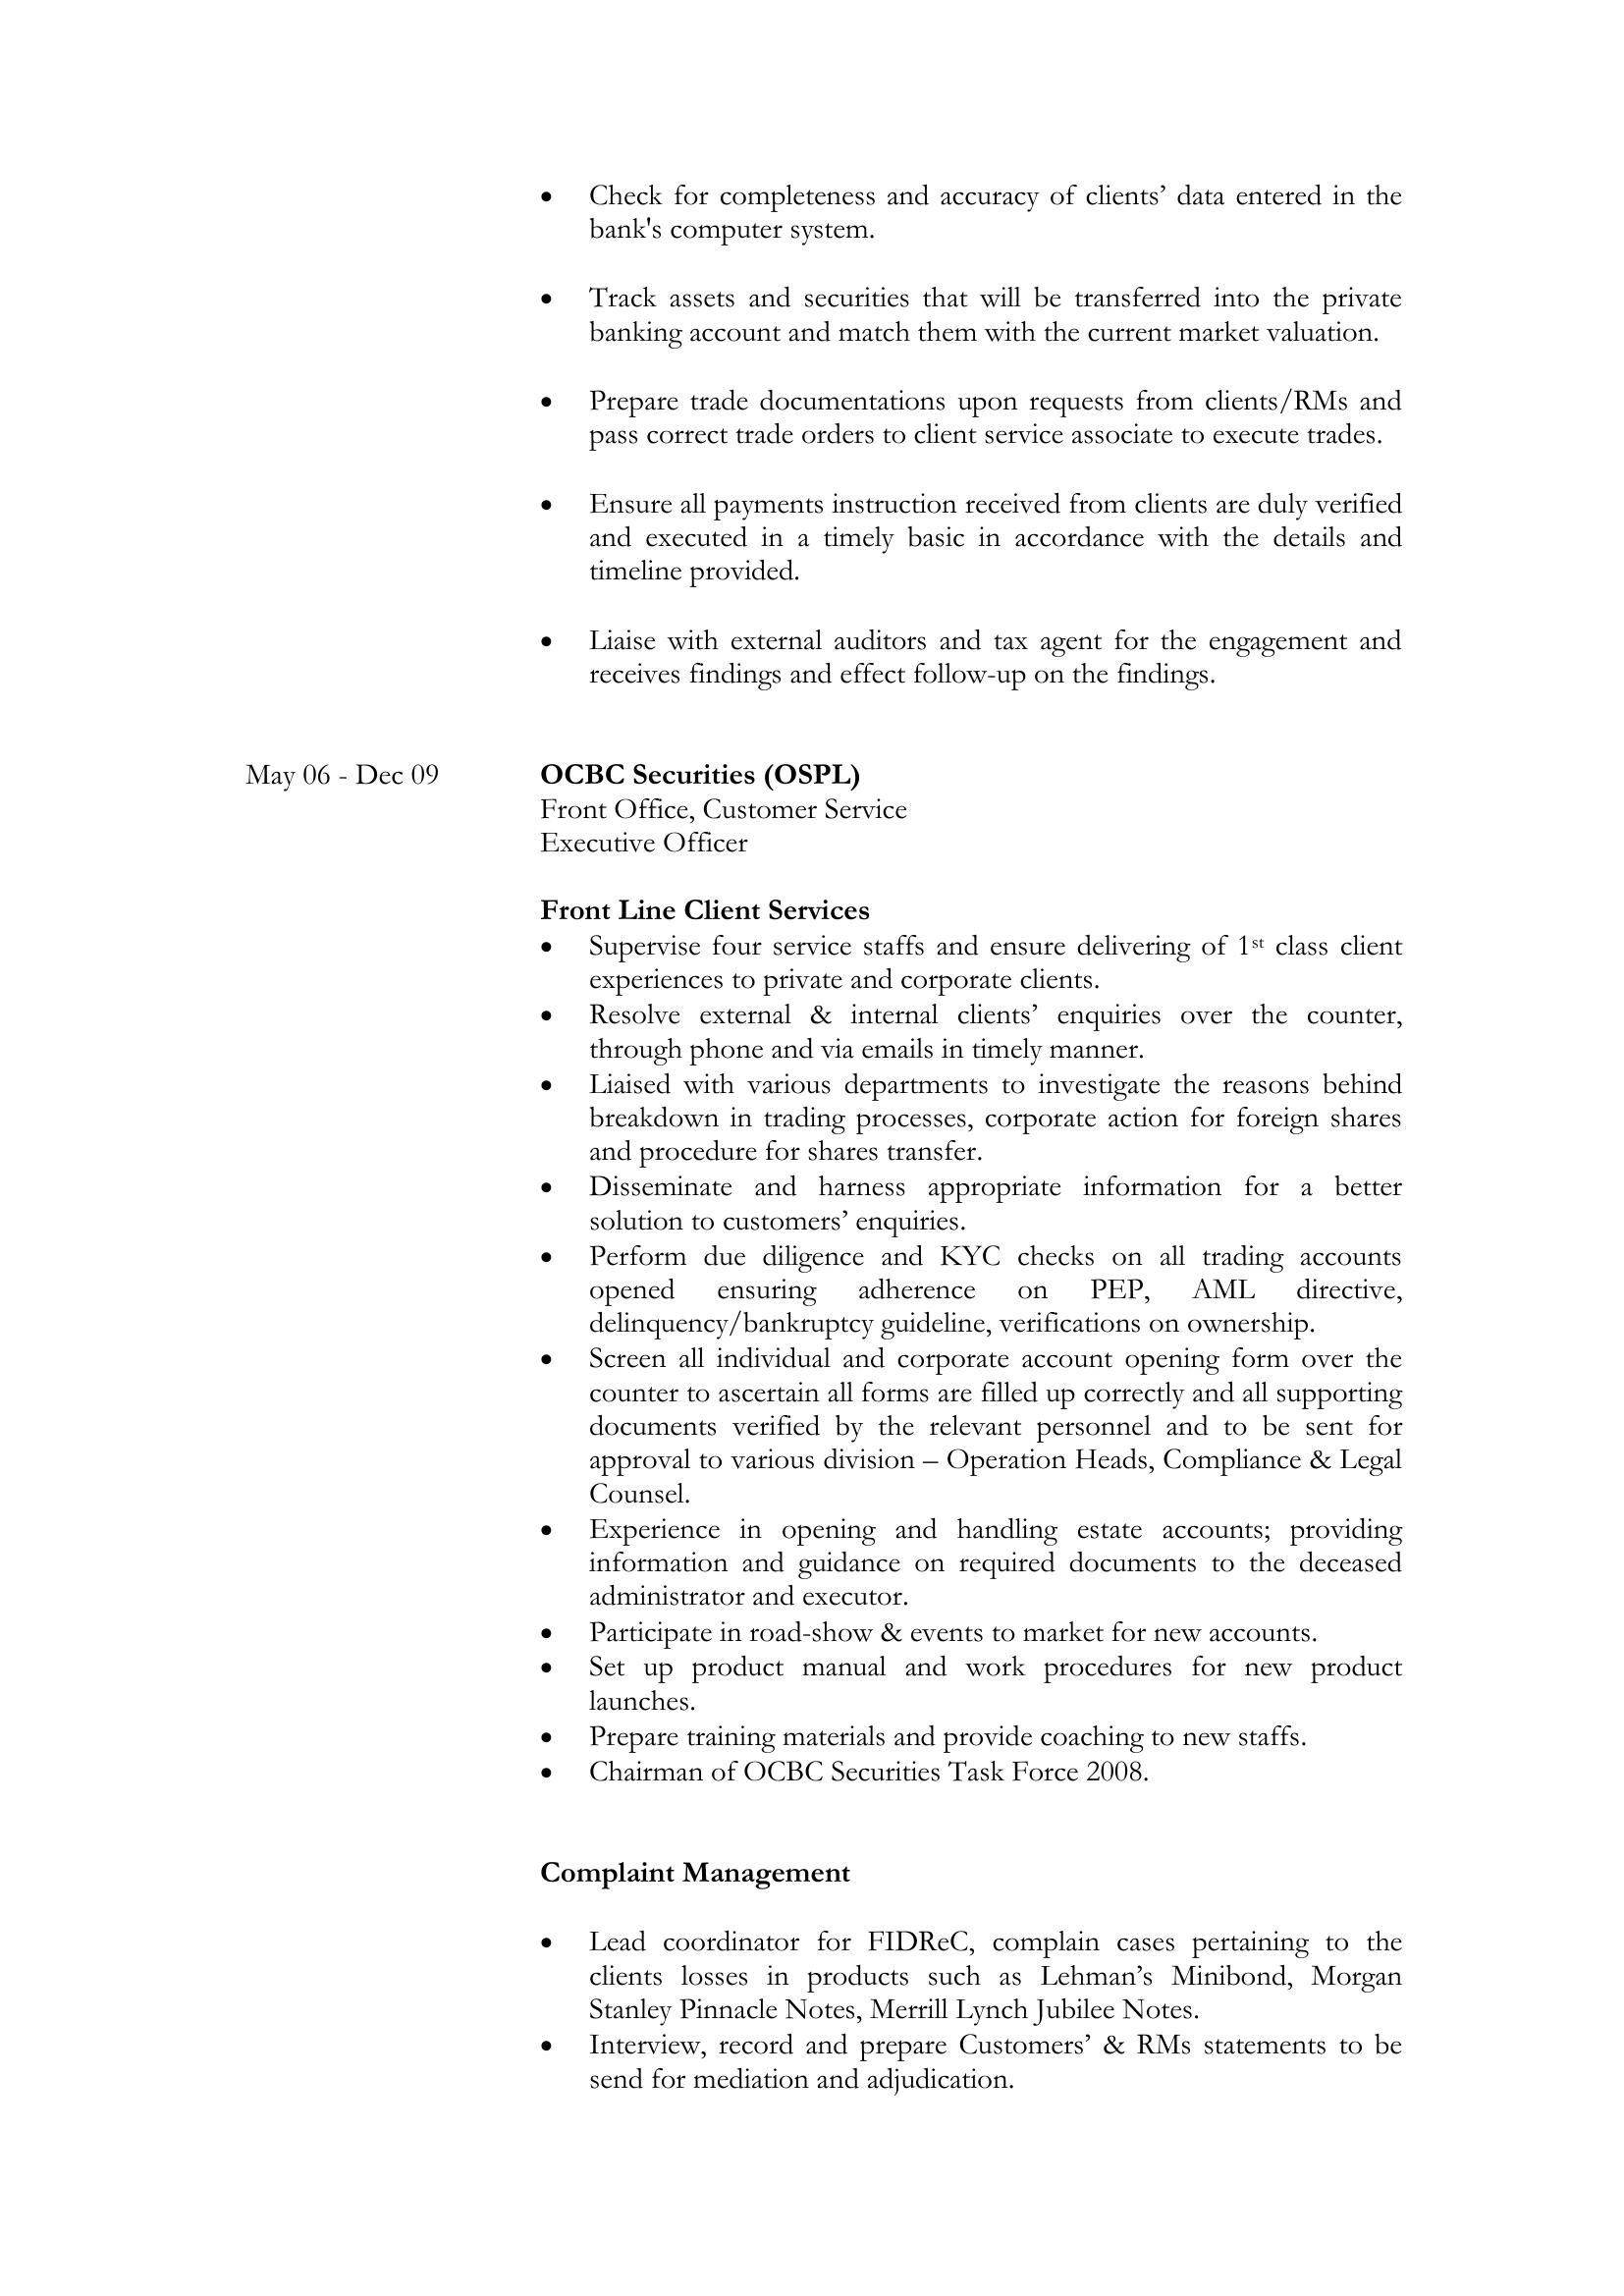 • Check for completeness and accuracy of clients’ data entered in the
bank's computer system.
• Track assets and securities that will be transferred into the private
banking account and match them with the current market valuation.
• Prepare trade documentations upon requests from clients/RMs and
pass correct trade orders to client service associate to execute trades.
• Ensure all payments instruction received from clients are duly verified
and executed in a timely basic in accordance with the details and
timeline provided.
• Liaise with external auditors and tax agent for the engagement and
receives findings and effect follow-up on the findings.
May 06 - Dec 09 OCBC Securities (OSPL)
Front Office, Customer Service
Executive Officer
Front Line Client Services
• Supervise four service staffs and ensure delivering of 1st class client
experiences to private and corporate clients.
• Resolve external & internal clients’ enquiries over the counter,
through phone and via emails in timely manner.
• Liaised with various departments to investigate the reasons behind
breakdown in trading processes, corporate action for foreign shares
and procedure for shares transfer.
• Disseminate and harness appropriate information for a better
solution to customers’ enquiries.
• Perform due diligence and KYC checks on all trading accounts
opened ensuring adherence on PEP, AML directive,
delinquency/bankruptcy guideline, verifications on ownership.
• Screen all individual and corporate account opening form over the
counter to ascertain all forms are filled up correctly and all supporting
documents verified by the relevant personnel and to be sent for
approval to various division – Operation Heads, Compliance & Legal
Counsel.
• Experience in opening and handling estate accounts; providing
information and guidance on required documents to the deceased
administrator and executor.
• Participate in road-show & events to market for new accounts.
• Set up product manual and work procedures for new product
launches.
• Prepare training materials and provide coaching to new staffs.
• Chairman of OCBC Securities Task Force 2008.
Complaint Management
• Lead coordinator for FIDReC, complain cases pertaining to the
clients losses in products such as Lehman’s Minibond, Morgan
Stanley Pinnacle Notes, Merrill Lynch Jubilee Notes.
• Interview, record and prepare Customers’ & RMs statements to be
send for mediation and adjudication.